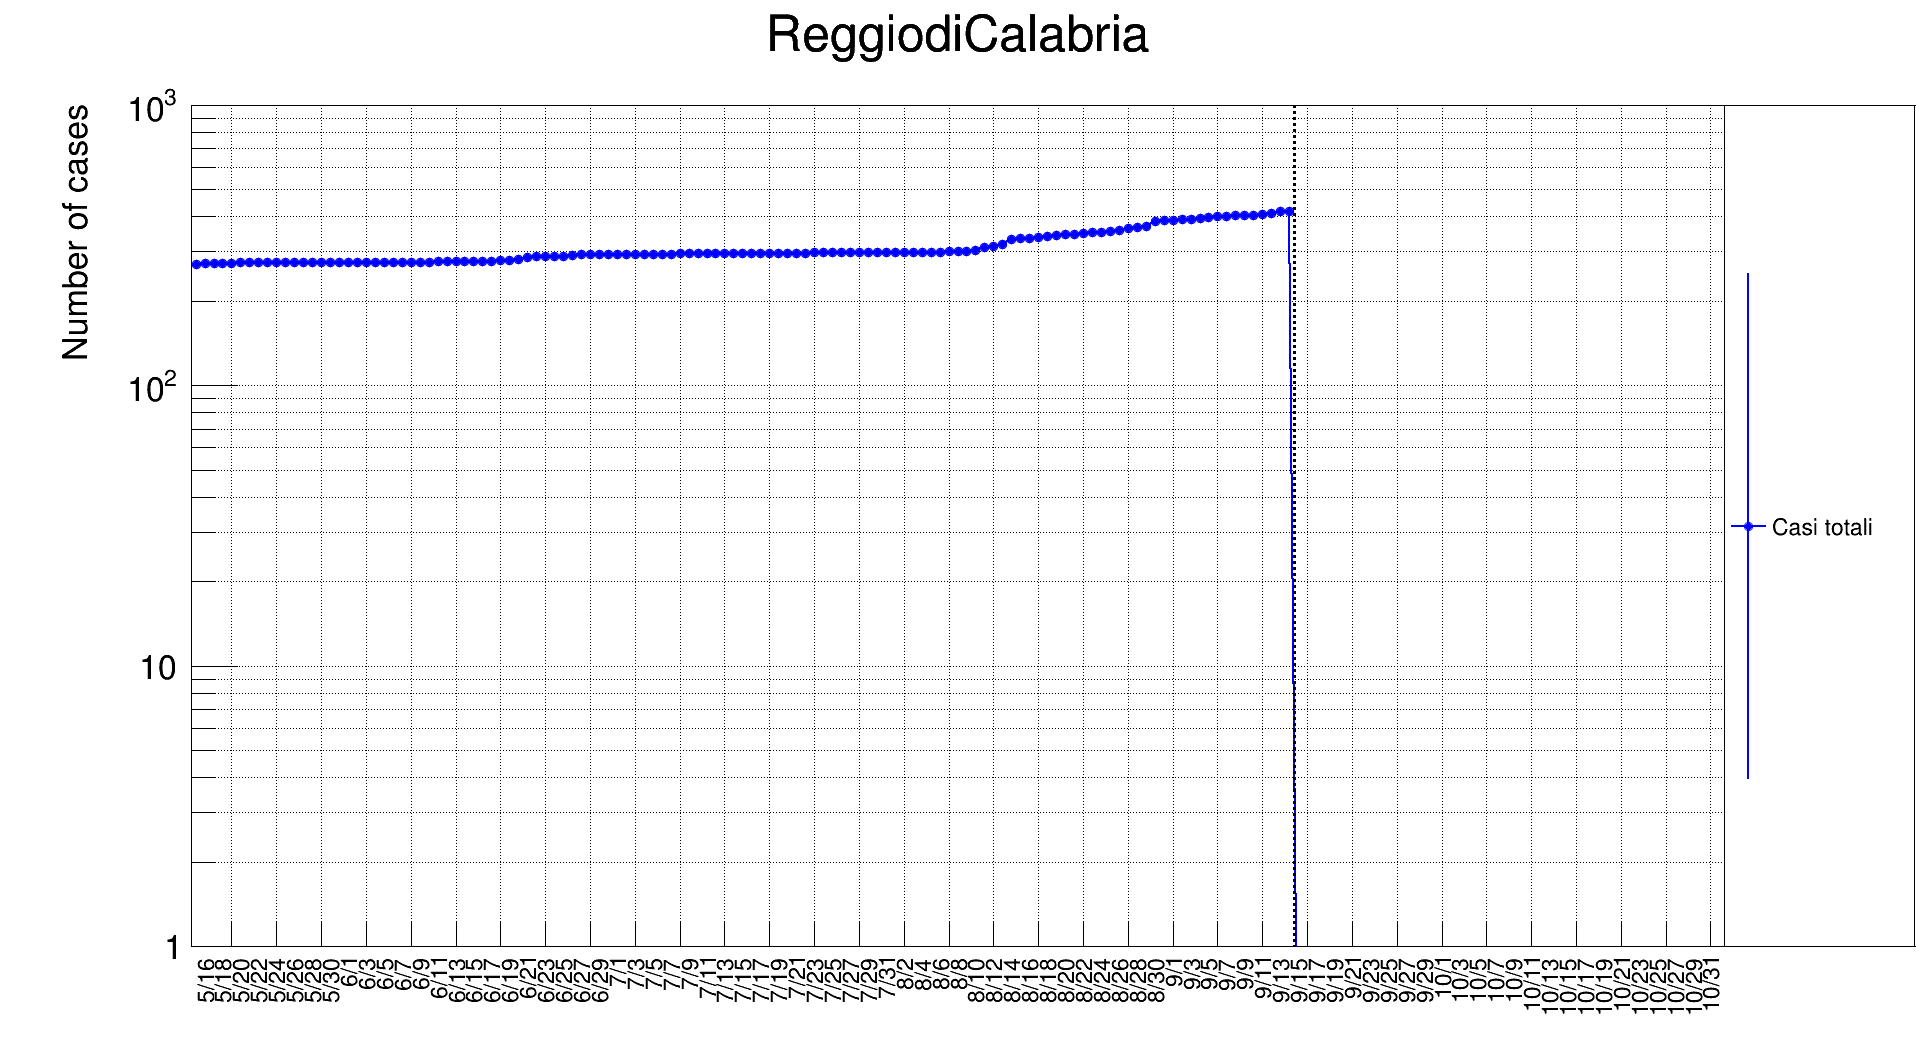 ReggiodiCalabria
Number of cases
10³
10²
10
1
5/16 5/18 5/20 5/22 5/24 5/26 5/28 5/30 6/1 6/3 6/5 6/7 6/9 6/11 6/13 6/15 6/17 6/19 6/21 6/23 6/25 6/27 6/29 7/1 7/3 7/5 7/7 7/9 7/11 7/13 7/15 7/17 7/19 7/21 7/23 7/25 7/27 7/29 7/31 8/2 8/4 8/6 8/8 8/10 8/12 8/14 8/16 8/18 8/20 8/22 8/24 8/26 8/28 8/30 9/1 9/3 9/5 9/7 9/9 9/11 9/13 9/15 9/17 9/19 9/21 9/23 9/25 9/27 9/29 10/1 10/3 10/5 10/7 10/9 10/11 10/13 10/15 10/17 10/19 10/21 10/23 10/25 10/27 10/29 10/31
Casi totali